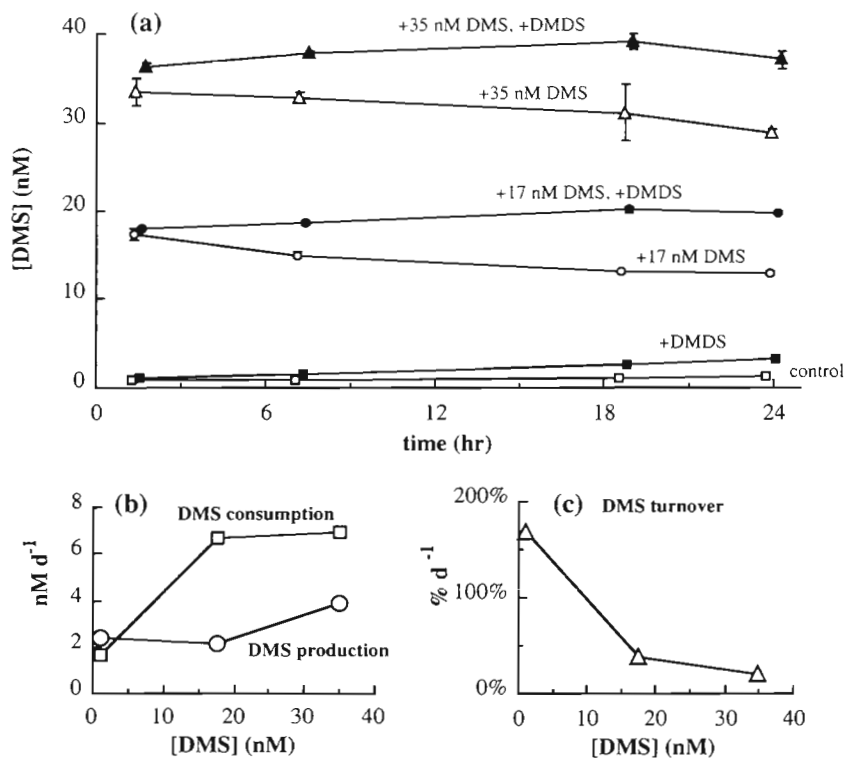 (a)
+35 nM DMS, +DMDS
+35 nM DMS
+17 nM DMS, +DMDS
+17 nM DMS
+DMDS
control
[DMS] (nM)
40
30
20
10
0
0 6 12 18 24
time (hr)
(b)
DMS consumption
DMS production
nM d⁻¹
8
6
4
2
0
0 10 20 30 40
[DMS] (nM)
(c) DMS turnover
% d⁻¹
200%
100%
0%
0 10 20 30 40
[DMS] (nM)